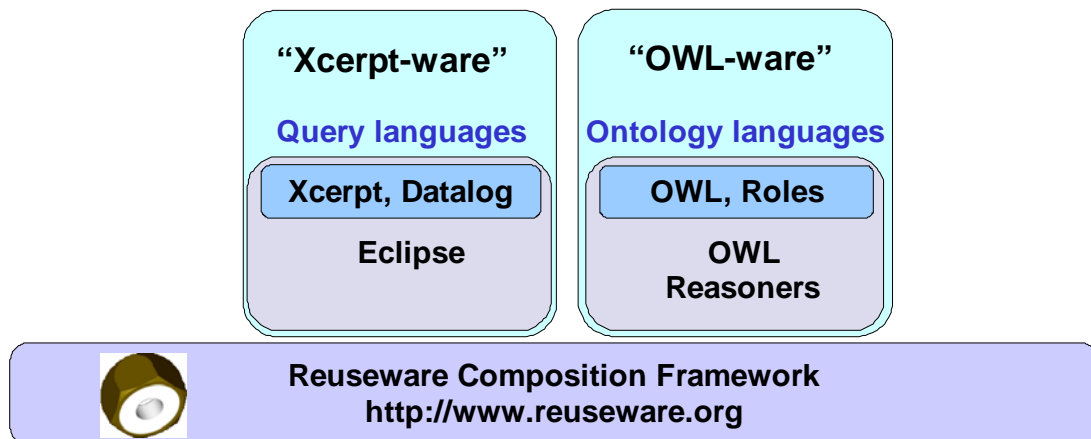 “Xcerpt-ware”
Query languages
Xcerpt, Datalog
Eclipse
“OWL-ware”
Ontology languages
OWL, Roles
OWL
Reasoners
Reuseware Composition Framework
http://www.reuseware.org